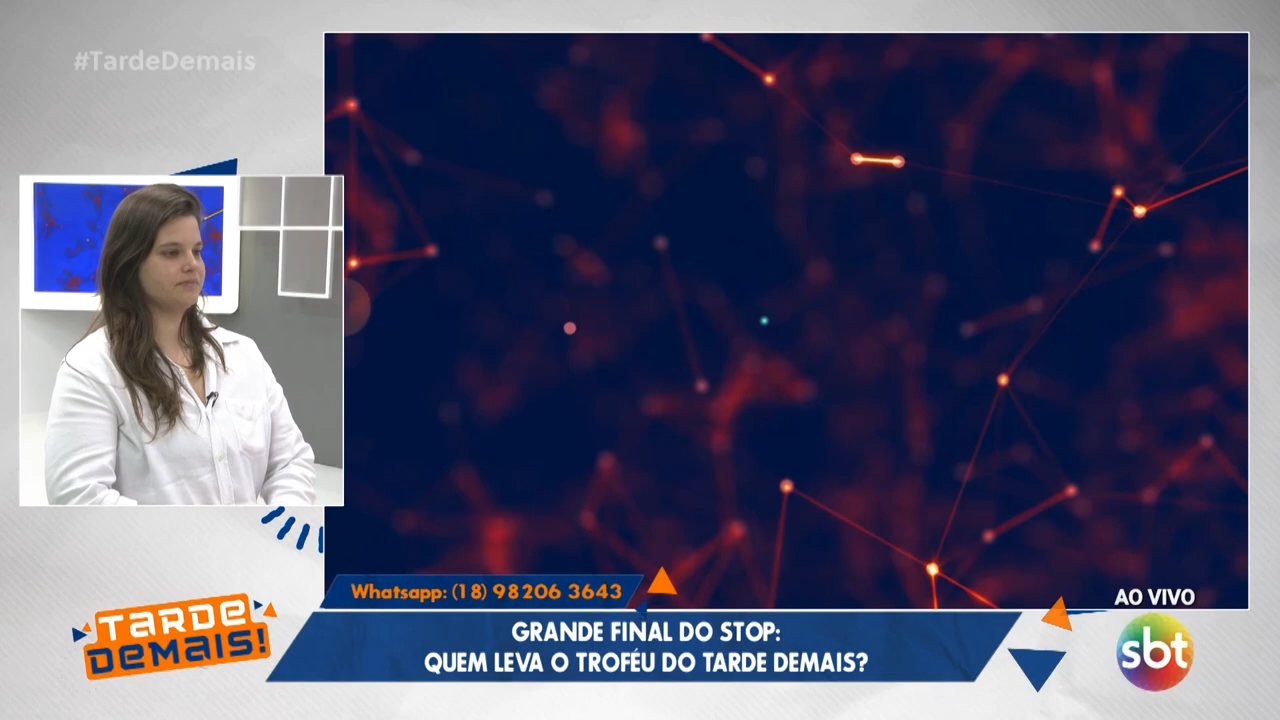 #TardeDemais
Whatsapp: (18) 98206 3643
AO VIVO
TARDE
DEMAIS!
GRANDE FINAL DO STOP:
QUEM LEVA O TROFÉU DO TARDE DEMAIS?
sbt